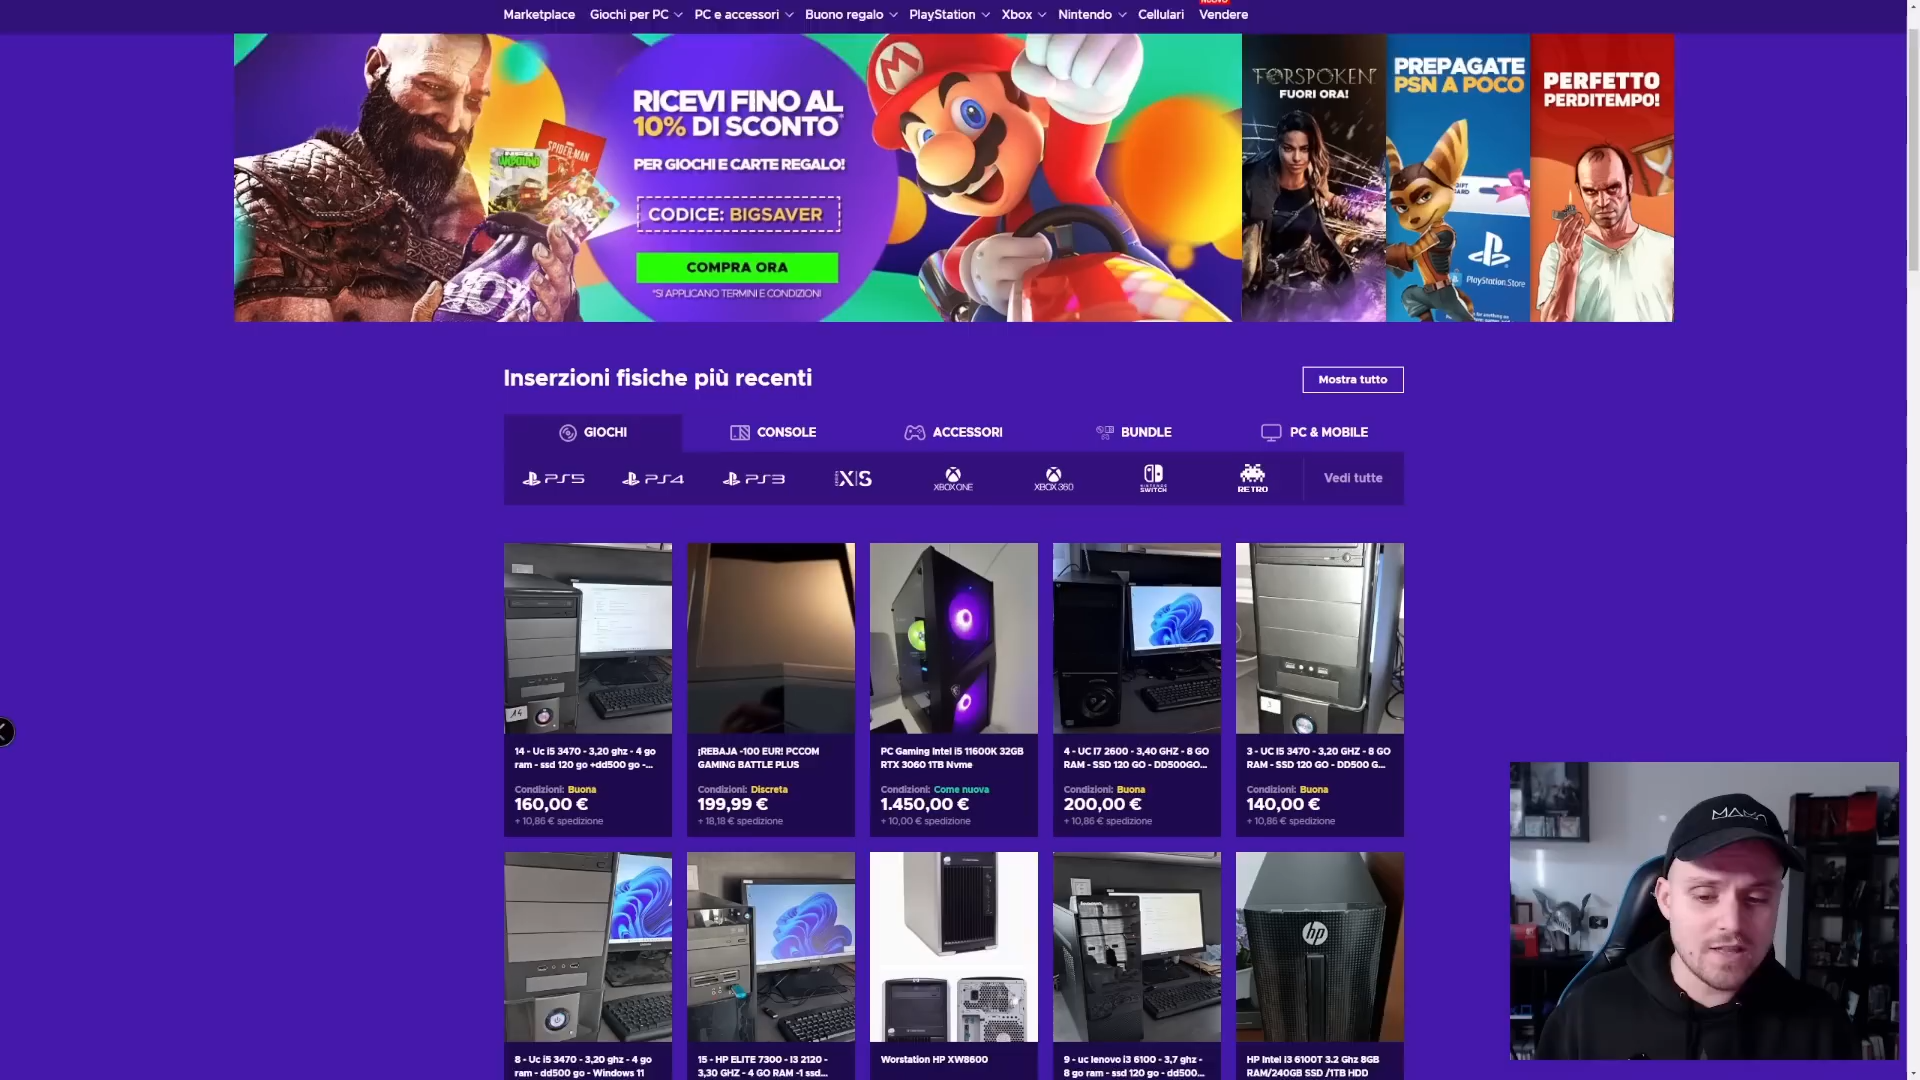 NUOVO
Marketplace Giochi per PC PC e accessori Buono regalo PlayStation Xbox Nintendo Cellulari Vendere
RICEVI FINO AL
10% DI SCONTO*
PER GIOCHI E CARTE REGALO!
CODICE: BIGSAVER
COMPRA ORA
*SI APPLICANO TERMINI E CONDIZIONI
SPIDER-MAN
UNBOUND
FORSPOKEN
FUORI ORA!
PREPAGATE
PSN A POCO
GIFT
CARD
PlayStation.Store
PERFETTO
PERDITEMPO!
Inserzioni fisiche più recenti
Mostra tutto
GIOCHI CONSOLE ACCESSORI BUNDLE PC & MOBILE
PS5 PS4 PS3 SERIES X|S XBOX ONE XBOX 360 NINTENDO SWITCH RETRO Vedi tutte
14 - Uc i5 3470 - 3,20 ghz - 4 go
ram - ssd 120 go +dd500 go -...
Condizioni: Buona
160,00 €
+ 10,86 € spedizione
¡REBAJA -100 EUR! PCCOM
GAMING BATTLE PLUS
Condizioni: Discreta
199,99 €
+ 18,18 € spedizione
PC Gaming Intel i5 11600K 32GB
RTX 3060 1TB Nvme
Condizioni: Come nuova
1.450,00 €
+ 10,00 € spedizione
4 - UC I7 2600 - 3,40 GHZ - 8 GO
RAM - SSD 120 GO - DD500GO...
Condizioni: Buona
200,00 €
+ 10,86 € spedizione
3 - UC I5 3470 - 3,20 GHZ - 8 GO
RAM - SSD 120 GO - DD500 G...
Condizioni: Buona
140,00 €
+ 10,86 € spedizione
8 - Uc i5 3470 - 3,20 ghz - 4 go
ram - dd500 go - Windows 11
15 - HP ELITE 7300 - I3 2120 -
3,30 GHZ - 4 GO RAM -1 ssd...
Worstation HP XW8600
9 - uc lenovo i3 6100 - 3,7 ghz -
8 go ram - ssd 120 go - dd500...
hp
HP Intel I3 6100T 3.2 Ghz 8GB
RAM/240GB SSD /1TB HDD